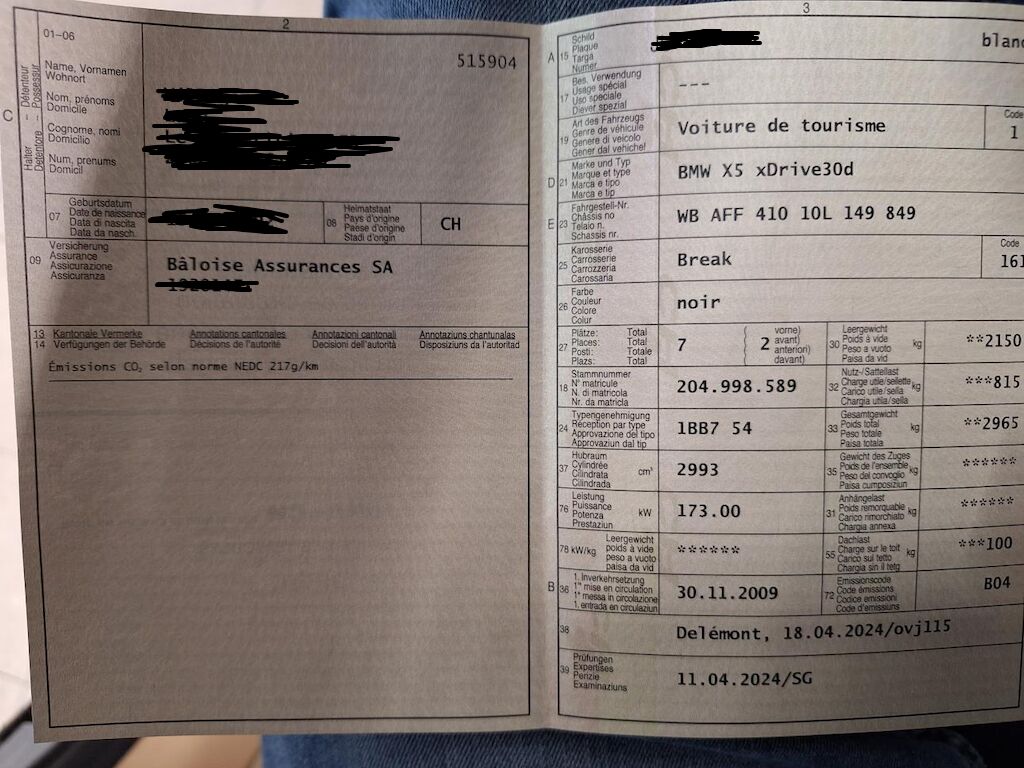 2
01–06
515904
C
Halter – Détenteur
Detentore – Possessur
Name, Vornamen
Wohnort
Nom, prénoms
Domicile
Cognome, nomi
Domicilio
Num, prenums
Domicil
07
Geburtsdatum
Date de naissance
Data di nascita
Data da nasch.
08
Heimatstaat
Pays d'origine
Paese d'origine
Stadi d'origin
CH
09
Versicherung
Assurance
Assicurazione
Assicuranza
Bâloise Assurances SA
13 Kantonale Vermerke Annotations cantonales Annotazioni cantonali Annotaziuns chantunalas
14 Verfügungen der Behörde Décisions de l'autorité Decisioni dell'autorità Disposiziuns da l'autoritad
Émissions CO₂ selon norme NEDC 217g/km
3
A 15
Schild
Plaque
Targa
Numer
blanc
17
Bes. Verwendung
Usage spécial
Uso speciale
Diever spezial
---
19
Art des Fahrzeugs
Genre de véhicule
Genere di veicolo
Gener dal vehichel
Voiture de tourisme
Code
1
D 21
Marke und Typ
Marque et type
Marca e tipo
Marca e tip
BMW X5 xDrive30d
E 23
Fahrgestell-Nr.
Châssis no
Telaio n.
Schassis nr.
WB AFF 410 10L 149 849
25
Karosserie
Carrosserie
Carrozzeria
Carossaria
Break
Code
161
26
Farbe
Couleur
Colore
Colur
noir
27
Plätze: Total
Places: Total
Posti: Totale
Plazs: Total
7
2
vorne)
avant)
anteriori)
davant)
30
Leergewicht
Poids à vide
Peso a vuoto
Paisa da vid
kg
**2150
18
Stammnummer
N° matricule
N. di matricola
Nr. da matricla
204.998.589
32
Nutz-/Sattellast
Charge utile/sellette
Carico utile/sella
Chargia utila/sella
kg
***815
24
Typengenehmigung
Réception par type
Approvazione del tipo
Approvaziun dal tip
1BB7 54
33
Gesamtgewicht
Poids total
Peso totale
Paisa totala
kg
**2965
37
Hubraum
Cylindrée
Cilindrata
Cilindrada
cm³
2993
35
Gewicht des Zuges
Poids de l'ensemble
Peso del convoglio
Paisa cumposiziun
kg
******
76
Leistung
Puissance
Potenza
Prestaziun
kW
173.00
31
Anhängelast
Poids remorquable
Carico rimorchiato
Chargia annexa
kg
******
78 kW/kg
Leergewicht
poids à vide
peso a vuoto
paisa da vid
******
55
Dachlast
Charge sur le toit
Carico sul tetto
Chargia sin il tetg
kg
***100
B 36
1. Inverkehrsetzung
1re mise en circulation
1a messa in circolazione
1. entrada en circulaziun
30.11.2009
72
Emissionscode
Code émissions
Codice emissioni
Code d'emissiuns
B04
38
Delémont, 18.04.2024/ovj115
39
Prüfungen
Expertises
Perizie
Examinaziuns
11.04.2024/SG